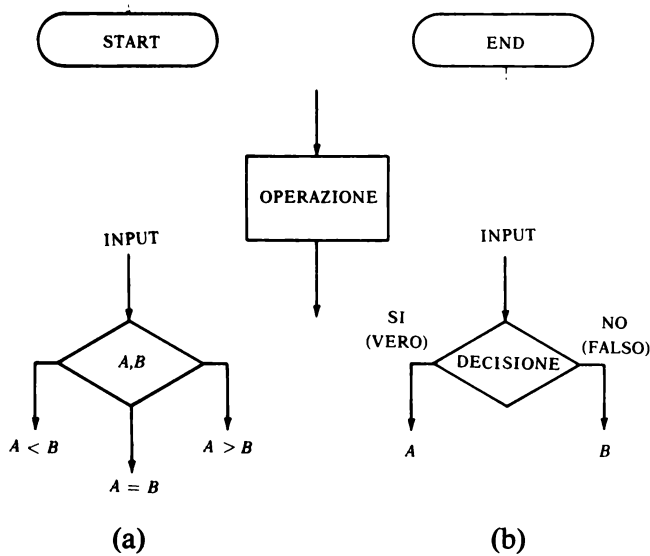 START
END
OPERAZIONE
INPUT
A,B
A < B
A > B
A = B
(a)
INPUT
SI
(VERO)
NO
(FALSO)
DECISIONE
A
B
(b)